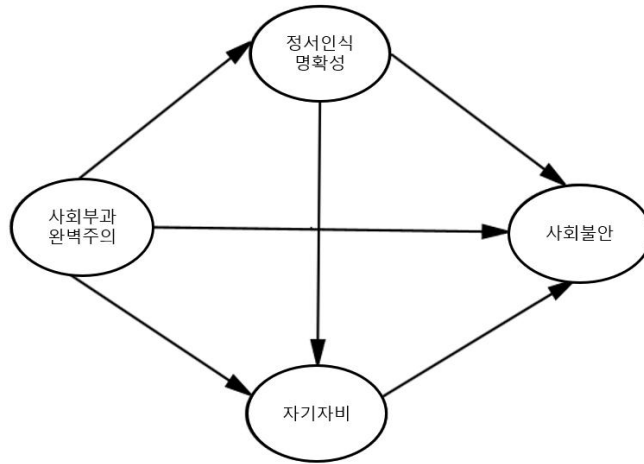 정서인식
명확성
사회부과
완벽주의
사회불안
자기자비